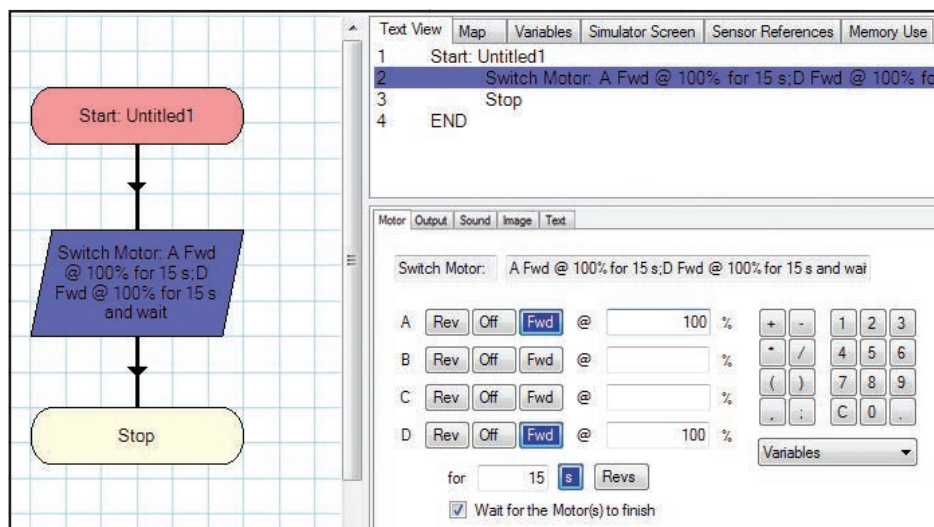 Start: Untitled1
Switch Motor: A Fwd
@ 100% for 15 s;D
Fwd @ 100% for 15 s
and wait
Stop
Text View Map Variables Simulator Screen Sensor References Memory Use
1 Start: Untitled1
2 Switch Motor: A Fwd @ 100% for 15 s;D Fwd @ 100% fo
3 Stop
4 END
Motor Output Sound Image Text
Switch Motor: A Fwd @ 100% for 15 s;D Fwd @ 100% for 15 s and wai
A Rev Off Fwd @ 100 % + - 1 2 3
B Rev Off Fwd @ % * / 4 5 6
C Rev Off Fwd @ % ( ) 7 8 9
D Rev Off Fwd @ 100 % , ; C 0 .
Variables
for 15 s Revs
Wait for the Motor(s) to finish